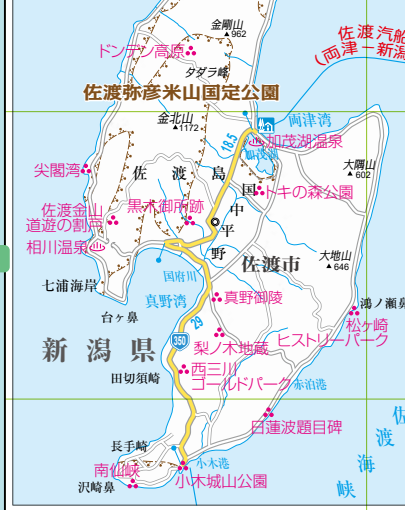 金剛山
962
佐渡汽船
(両津ー新潟
ドンデン高原
タダラ峰
佐渡弥彦米山国定公園
金北山
1172
18.5
両津湾
加茂湖温泉
加茂湖
大隅山
602
尖閣湾
佐渡島
国中平野
トキの森公園
佐渡金山
道遊の割戸
黒木御所跡
相川温泉
大地山
646
佐渡市
国府川
七浦海岸
真野湾
真野御陵
鴻ノ瀬鼻
台ヶ鼻
29
松ヶ崎
ヒストリーパーク
350
梨ノ木地蔵
新潟県
西三川
ゴールドパーク
田切須崎
赤泊港
日蓮波題目碑
佐渡海峡
長手崎
小木港
南仙峡
小木城山公園
沢崎鼻